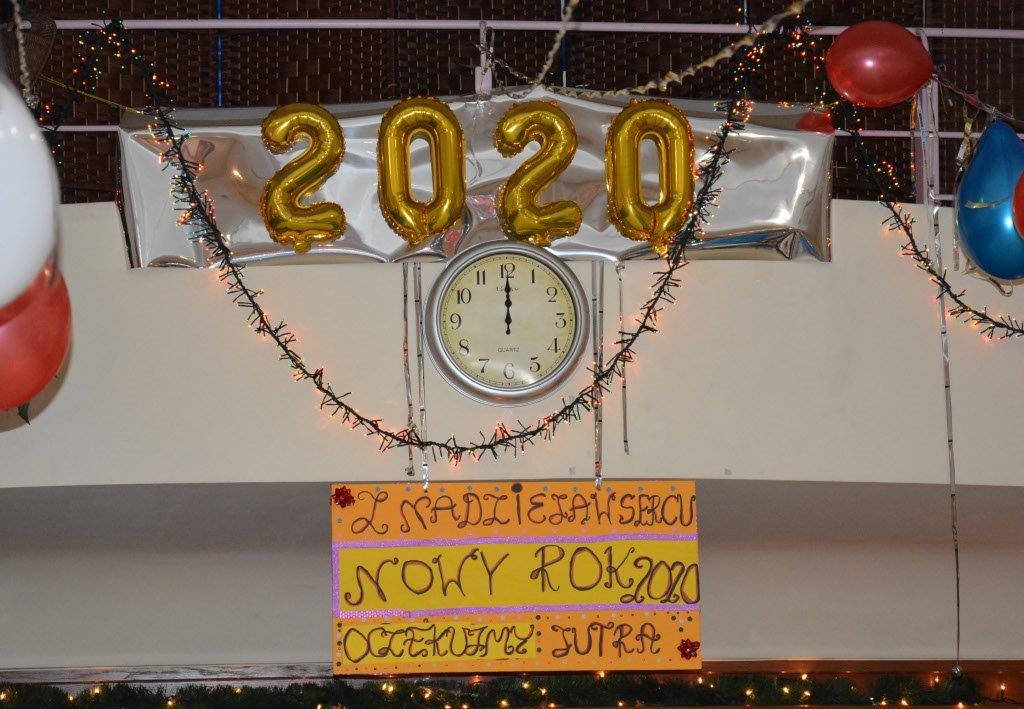 2020
12
11 1
10 2
9 3
8 4
QUARTZ
7 5
6
Z NADZIEJA W SERCU
NOWY ROK 2020
OCZEKUJMY: JUTRA